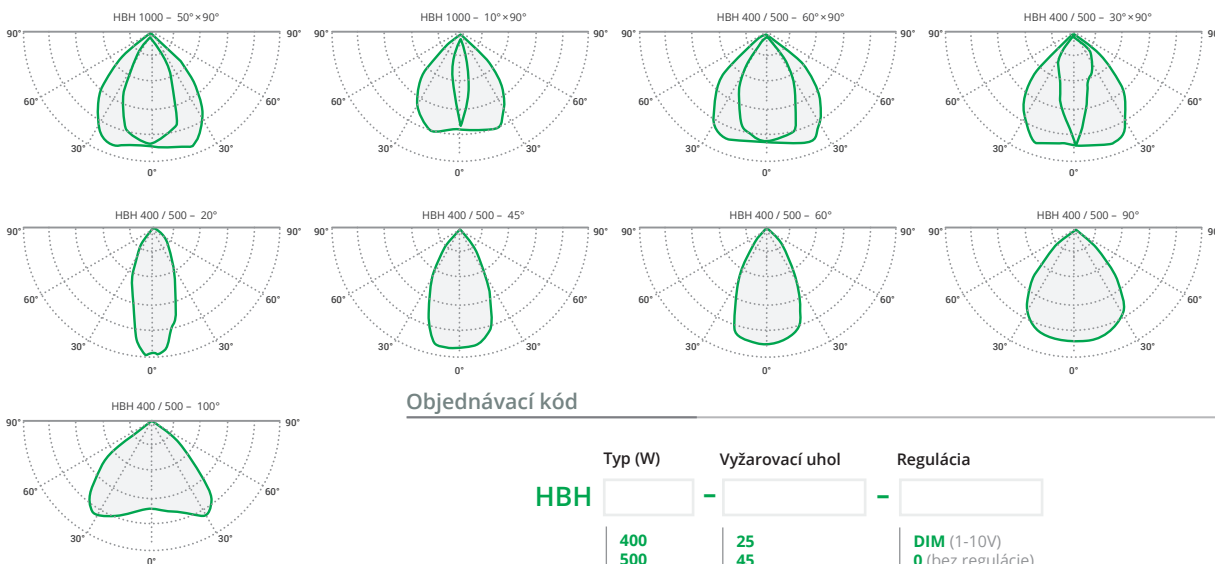 HBH 1000 – 50°×90°
90° 90°
60° 60°
30° 30°
0°
HBH 1000 – 10°×90°
90° 90°
60° 60°
30° 30°
0°
HBH 400 / 500 – 60°×90°
90° 90°
60° 60°
30° 30°
0°
HBH 400 / 500 – 30°×90°
90°
60° 60°
30° 30°
0°
HBH 400 / 500 – 20°
90° 90°
60° 60°
30° 30°
0°
HBH 400 / 500 – 45°
90° 90°
60° 60°
30° 30°
0°
HBH 400 / 500 – 60°
90° 90°
60° 60°
30° 30°
0°
HBH 400 / 500 – 90°
90°
60° 60°
30° 30°
0°
HBH 400 / 500 – 100°
90° 90°
60° 60°
30° 30°
0°
Objednávací kód
Typ (W) Vyžarovací uhol Regulácia
HBH – –
400 25 DIM (1-10V)
500 45 0 (bez regulácie)